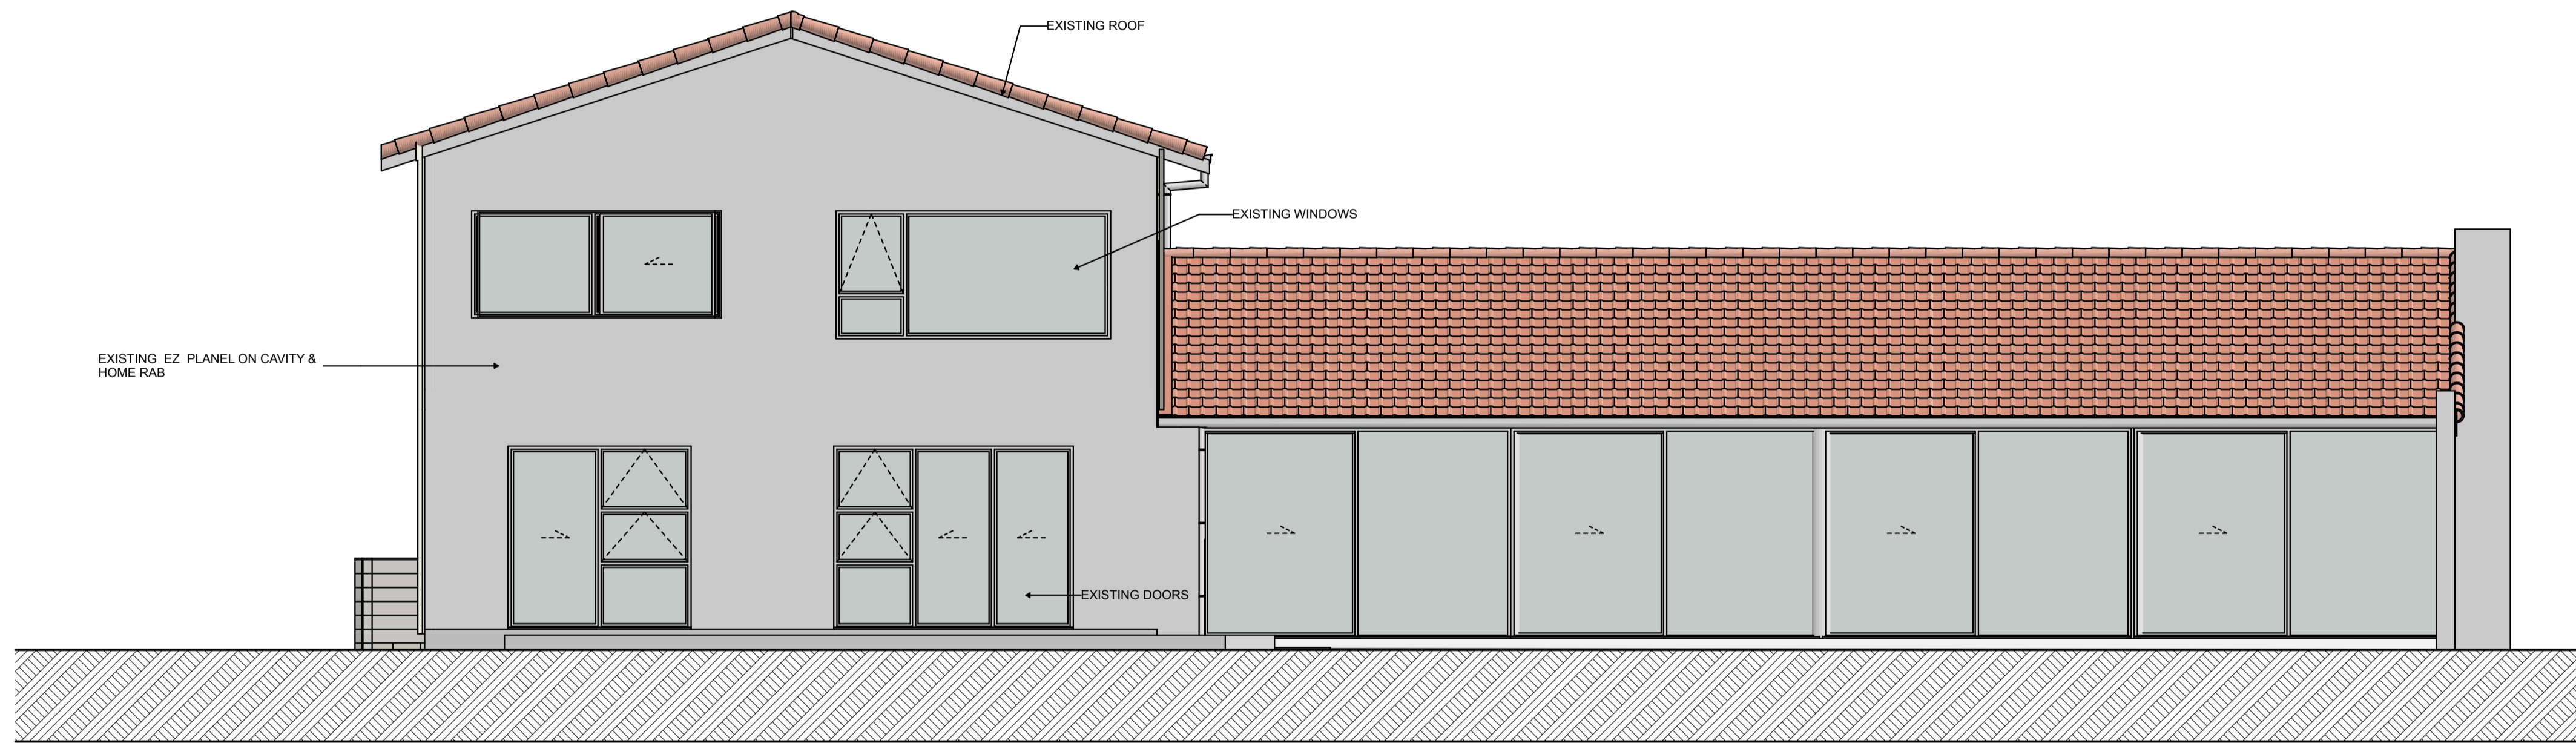 EXISTING ROOF
EXISTING WINDOWS
EXISTING EZ PLANEL ON CAVITY &
HOME RAB
EXISTING DOORS